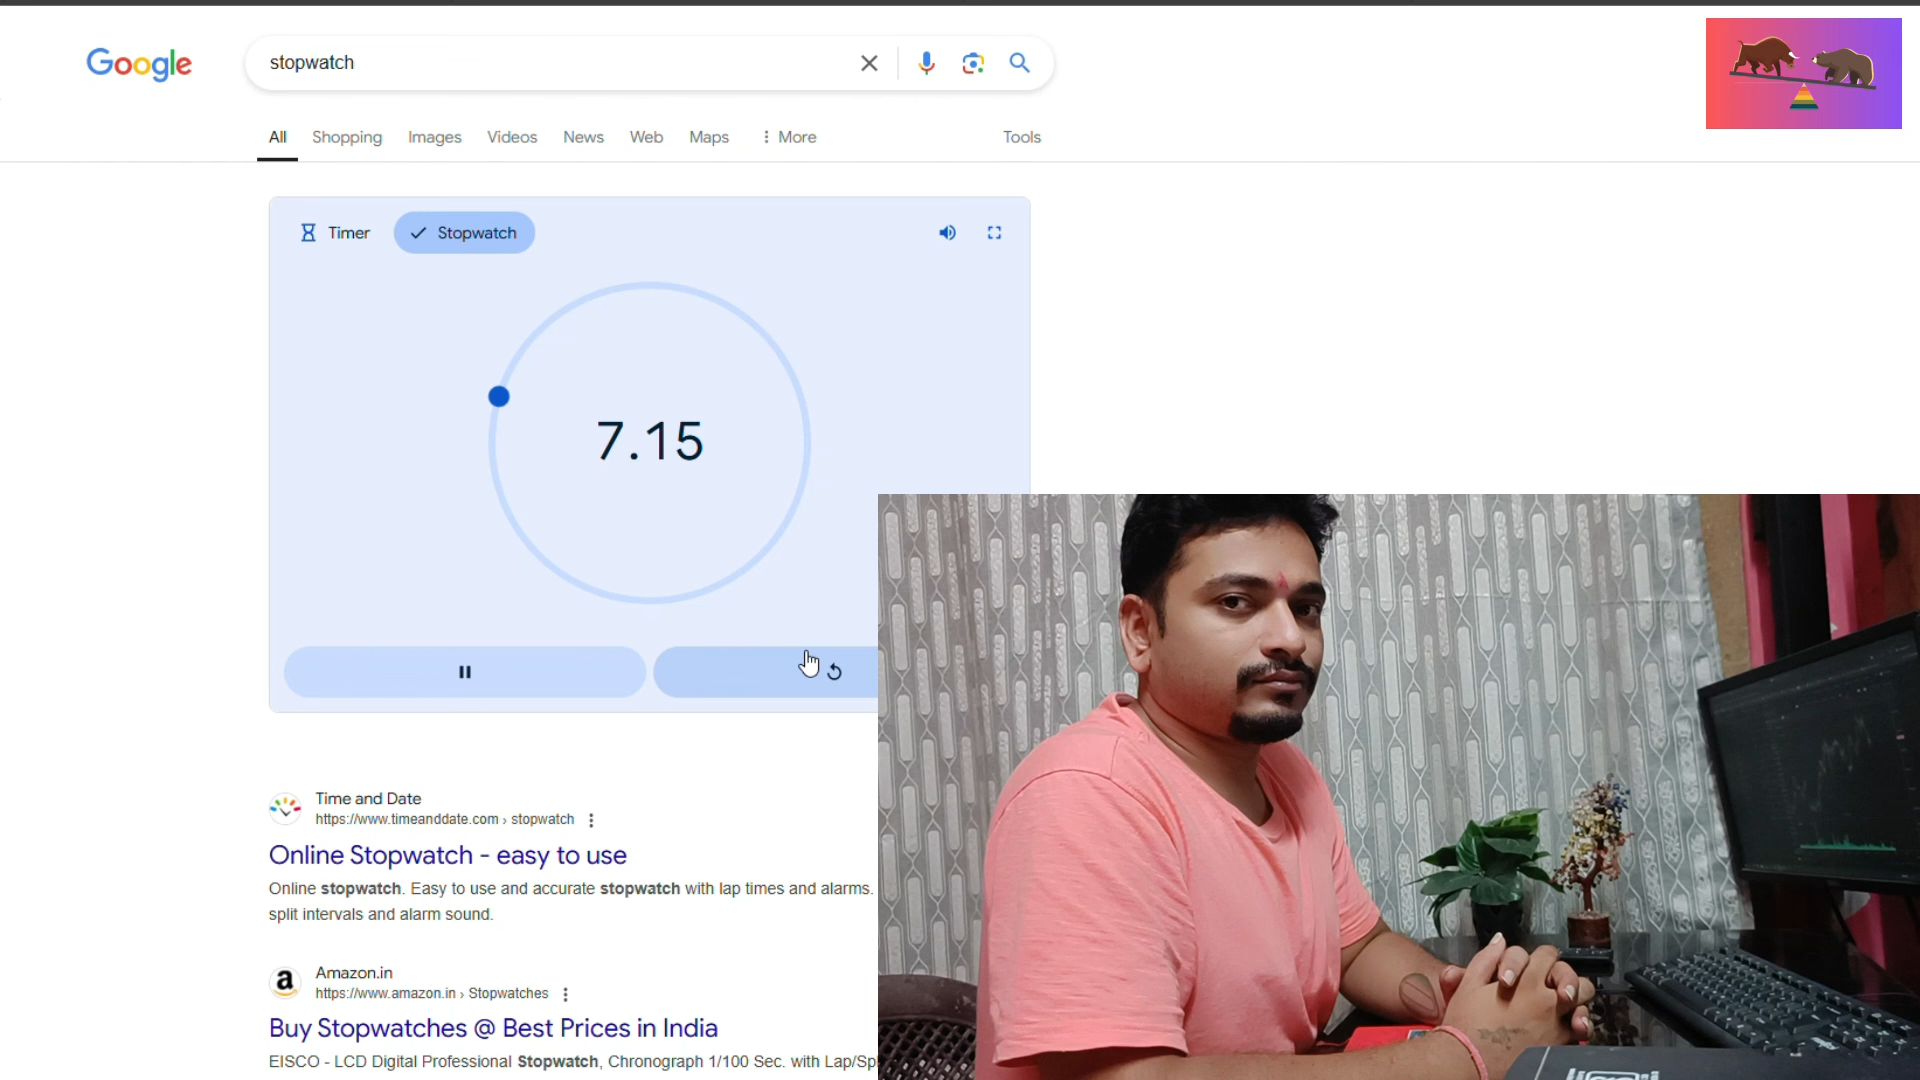 Google
stopwatch
All Shopping Images Videos News Web Maps More Tools
Timer Stopwatch
7.15
Time and Date
https://www.timeanddate.com › stopwatch
Online Stopwatch - easy to use
Online stopwatch. Easy to use and accurate stopwatch with lap times and alarms.
split intervals and alarm sound.
a Amazon.in
https://www.amazon.in › Stopwatches
Buy Stopwatches @ Best Prices in India
EISCO - LCD Digital Professional Stopwatch, Chronograph 1/100 Sec. with Lap/Sp